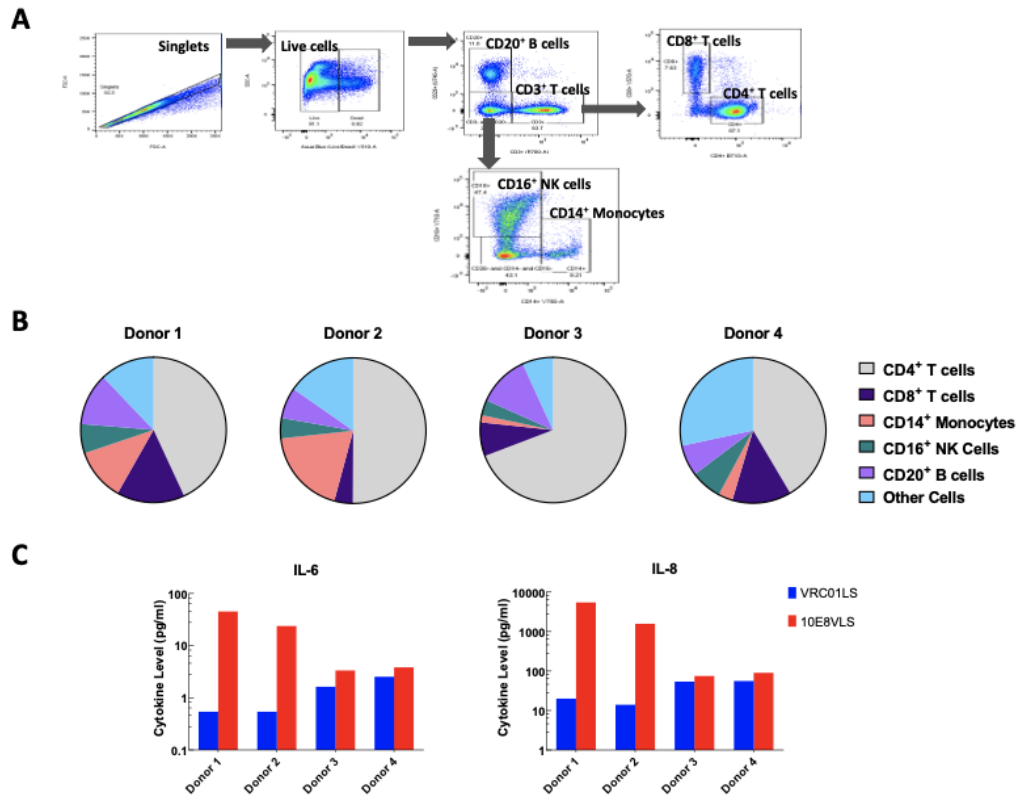 A
Singlets
Live cells
CD20⁺ B cells
CD3⁺ T cells
CD8⁺ T cells
CD4⁺ T cells
CD16⁺ NK cells
CD14⁺ Monocytes
B
Donor 1
Donor 2
Donor 3
Donor 4
CD4⁺ T cells
CD8⁺ T cells
CD14⁺ Monocytes
CD16⁺ NK Cells
CD20⁺ B cells
Other Cells
C
IL-6
Cytokine Level (pg/ml)
100
10
1
0.1
Donor 1
Donor 2
Donor 3
Donor 4
IL-8
Cytokine Level (pg/ml)
10000
1000
100
10
1
Donor 1
Donor 2
Donor 3
Donor 4
VRC01LS
10E8VLS